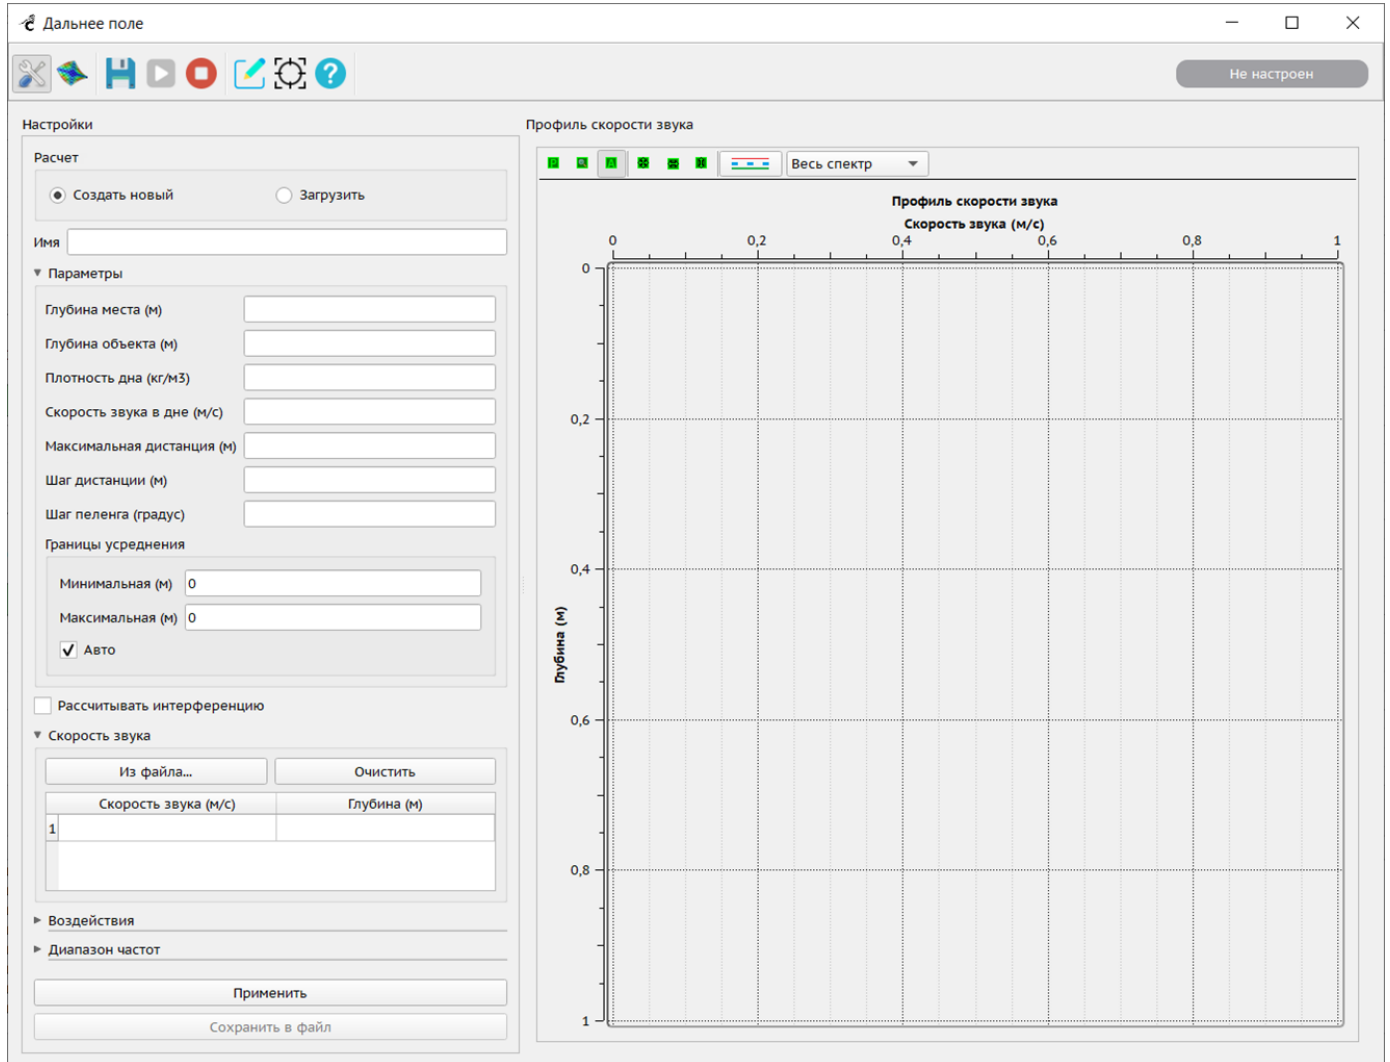 Дальнее поле
Не настроен
Настройки
Расчет
Создать новый Загрузить
Имя
Параметры
Глубина места (м)
Глубина объекта (м)
Плотность дна (кг/м3)
Скорость звука в дне (м/с)
Максимальная дистанция (м)
Шаг дистанции (м)
Шаг пеленга (градус)
Границы усреднения
Минимальная (м) 0
Максимальная (м) 0
Авто
Рассчитывать интерференцию
Скорость звука
Из файла... Очистить
Скорость звука (м/с) Глубина (м)
1
Воздействия
Диапазон частот
Применить
Сохранить в файл
Профиль скорости звука
Весь спектр
Профиль скорости звука
Скорость звука (м/с)
0 0,2 0,4 0,6 0,8 1
0
0,2
0,4
Глубина (м)
0,6
0,8
1